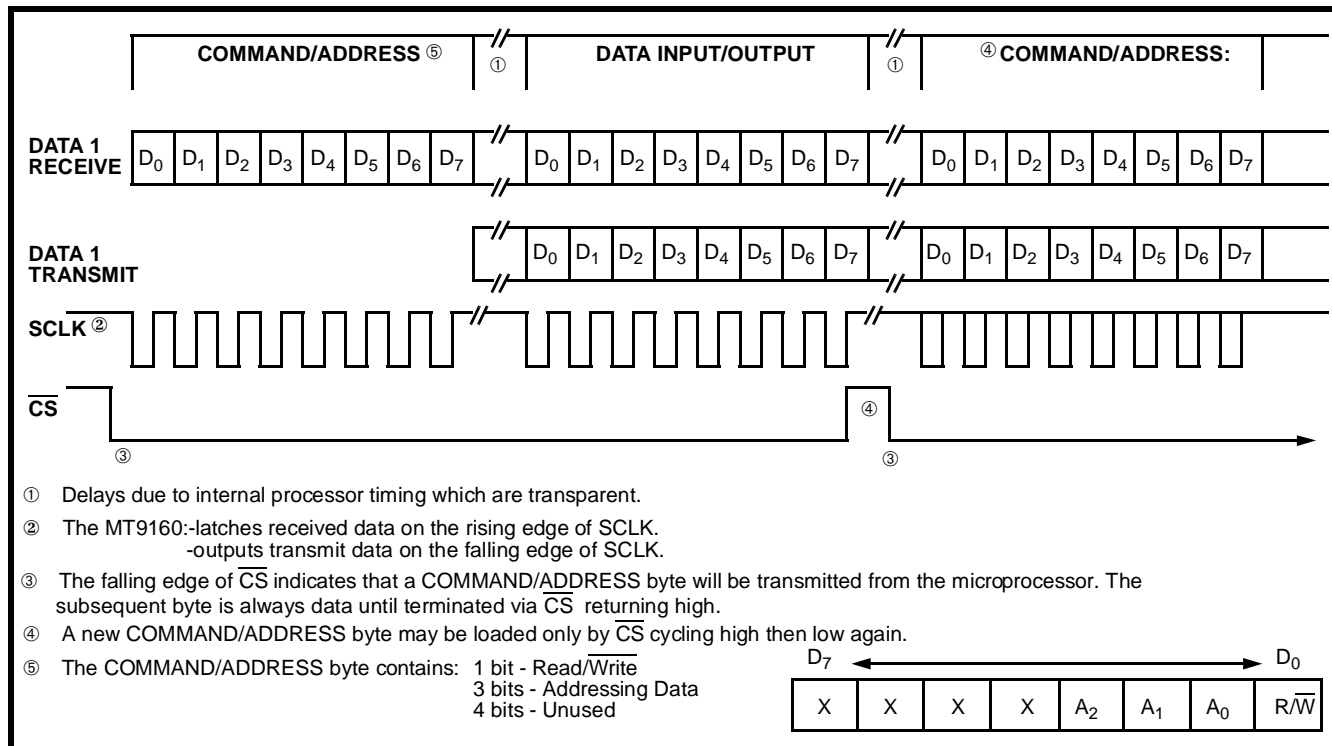 COMMAND/ADDRESS ⑤ ① DATA INPUT/OUTPUT ① ④ COMMAND/ADDRESS:
DATA 1
RECEIVE
D₀ D₁ D₂ D₃ D₄ D₅ D₆ D₇ D₀ D₁ D₂ D₃ D₄ D₅ D₆ D₇ D₀ D₁ D₂ D₃ D₄ D₅ D₆ D₇
DATA 1
TRANSMIT
D₀ D₁ D₂ D₃ D₄ D₅ D₆ D₇ D₀ D₁ D₂ D₃ D₄ D₅ D₆ D₇
SCLK ②
C̅S̅ ④
③ ③
① Delays due to internal processor timing which are transparent.
② The MT9160:-latches received data on the rising edge of SCLK.
-outputs transmit data on the falling edge of SCLK.
③ The falling edge of C̅S̅ indicates that a COMMAND/ADDRESS byte will be transmitted from the microprocessor. The
subsequent byte is always data until terminated via C̅S̅ returning high.
④ A new COMMAND/ADDRESS byte may be loaded only by C̅S̅ cycling high then low again.
⑤ The COMMAND/ADDRESS byte contains: 1 bit - Read/W̅r̅i̅t̅e̅
3 bits - Addressing Data
4 bits - Unused
D₇ D₀
X X X X A₂ A₁ A₀ R/W̅